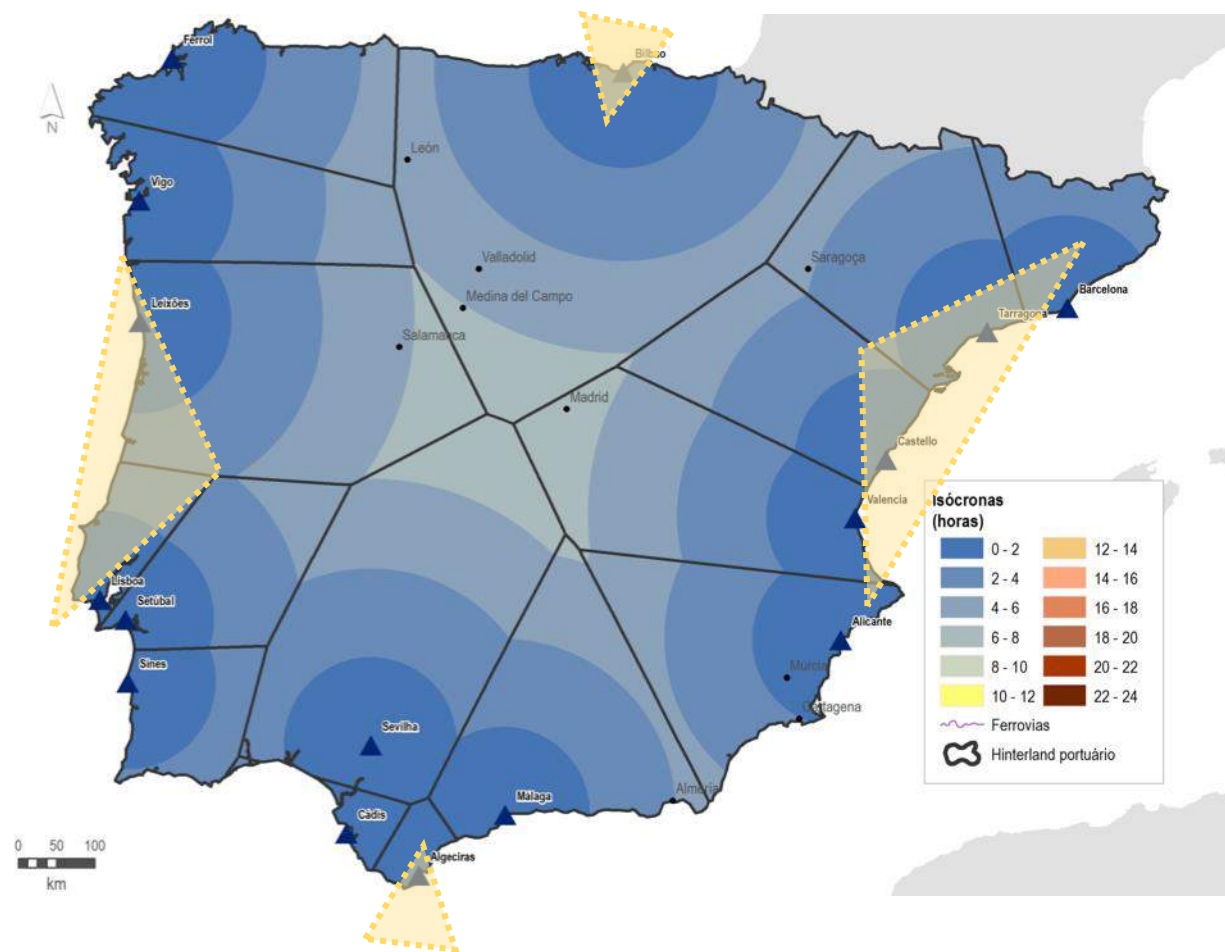 Ferrol
Bilbao
N
León
Vigo
Valladolid
Saragoça
Medina del Campo
Leixões
Barcelona
Tarragona
Salamanca
Madrid
Castello
Valencia
Isócronas
(horas)
0 - 2 12 - 14
2 - 4 14 - 16
4 - 6 16 - 18
6 - 8 18 - 20
8 - 10 20 - 22
10 - 12 22 - 24
Ferrovias
Hinterland portuário
Lisboa
Setúbal
Alicante
Sines
Murcia
Cartagena
Sevilha
Málaga
Almeria
Cádis
Algeciras
0 50 100
km